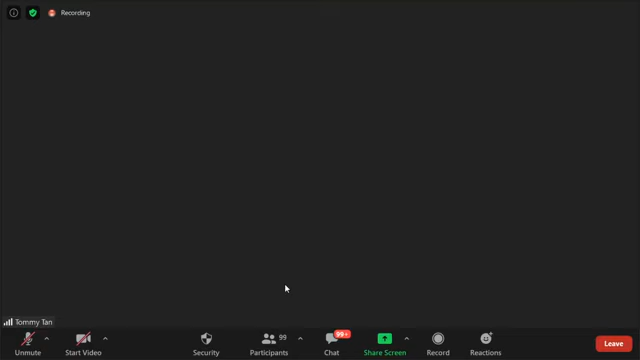 Recording
Tommy Tan
99
99+
Unmute
Start Video
Security
Participants
Chat
Share Screen
Record
Reactions
Leave